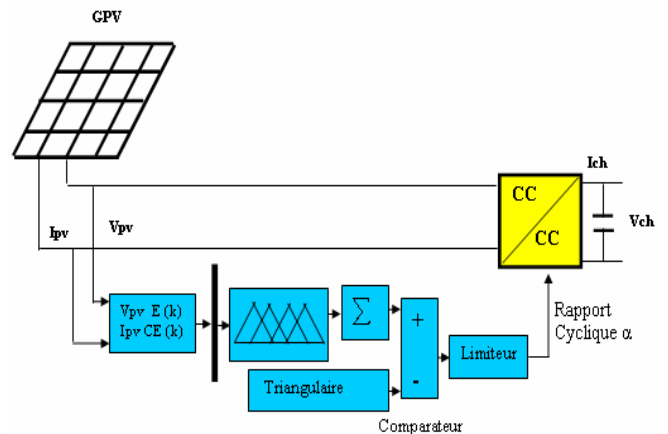 GPV
Ich
CC
CC
Vch
Ipv
Vpv
Vpv E (k)
Ipv CE (k)
Σ
+
-
Limiteur
Rapport
Cyclique α
Triangulaire
Comparateur